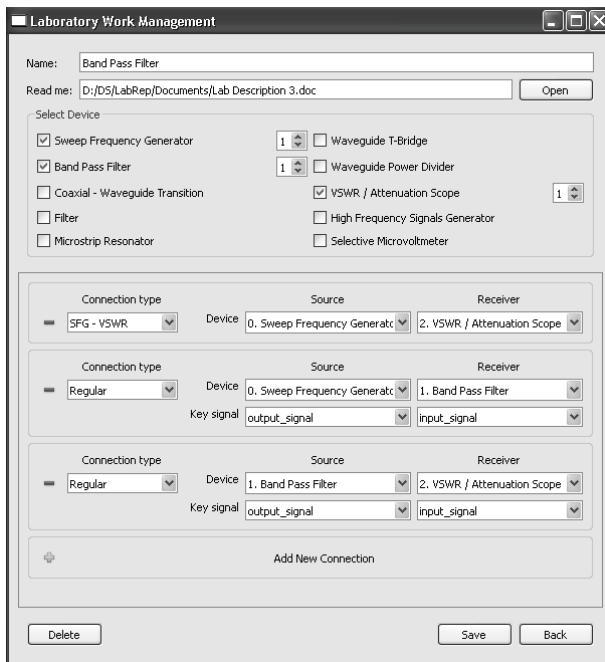 Laboratory Work Management
Name: Band Pass Filter
Read me: D:/DS/LabRep/Documents/Lab Description 3.doc Open
Select Device
Sweep Frequency Generator 1 Waveguide T-Bridge
Band Pass Filter 1 Waveguide Power Divider
Coaxial - Waveguide Transition VSWR / Attenuation Scope 1
Filter High Frequency Signals Generator
Microstrip Resonator Selective Microvoltmeter
Connection type Source Receiver
SFG - VSWR Device 0. Sweep Frequency Generatc 2. VSWR / Attenuation Scope
Connection type Source Receiver
Regular Device 0. Sweep Frequency Generatc 1. Band Pass Filter
Key signal output_signal input_signal
Connection type Source Receiver
Regular Device 1. Band Pass Filter 2. VSWR / Attenuation Scope
Key signal output_signal input_signal
Add New Connection
Delete Save Back